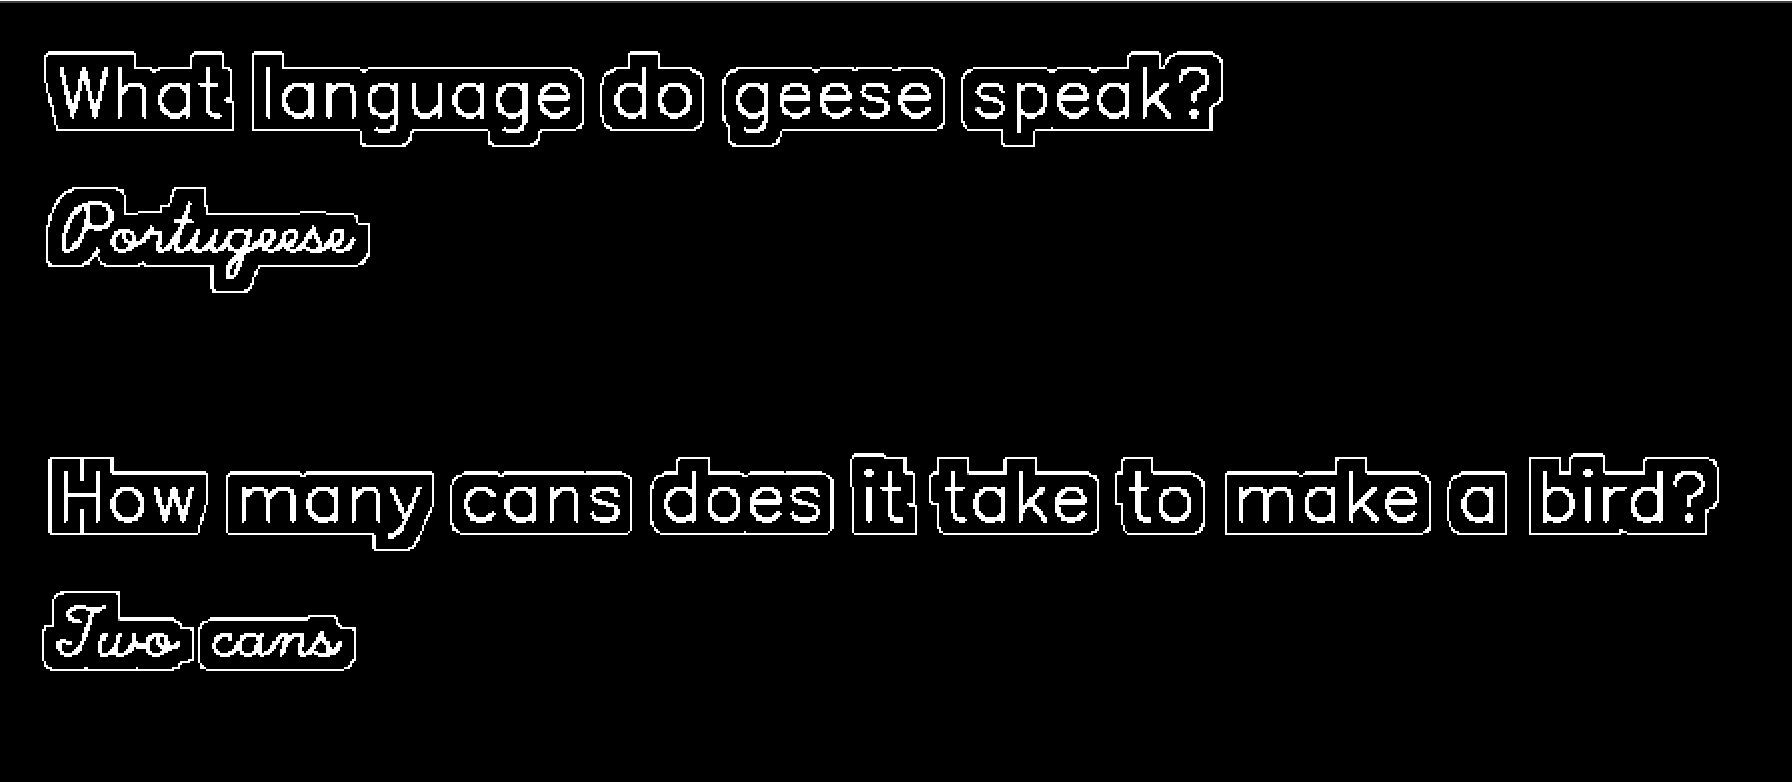 What language do geese speak?
Portugeese
How many cans does it take to make a bird?
Two cans